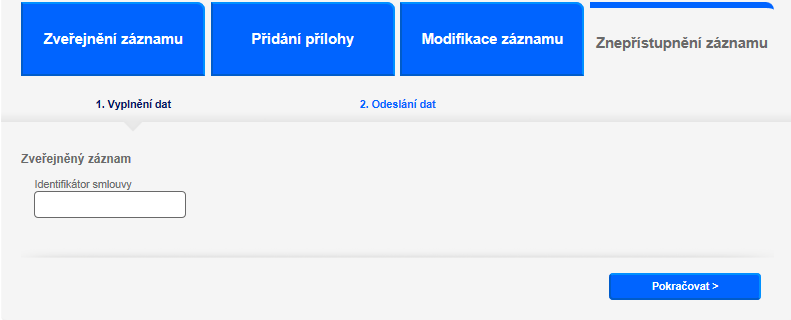 Zveřejnění záznamu
Přidání přílohy
Modifikace záznamu
Znepřístupnění záznamu
1. Vyplnění dat
2. Odeslání dat
Zveřejněný záznam
Identifikátor smlouvy
Pokračovat >